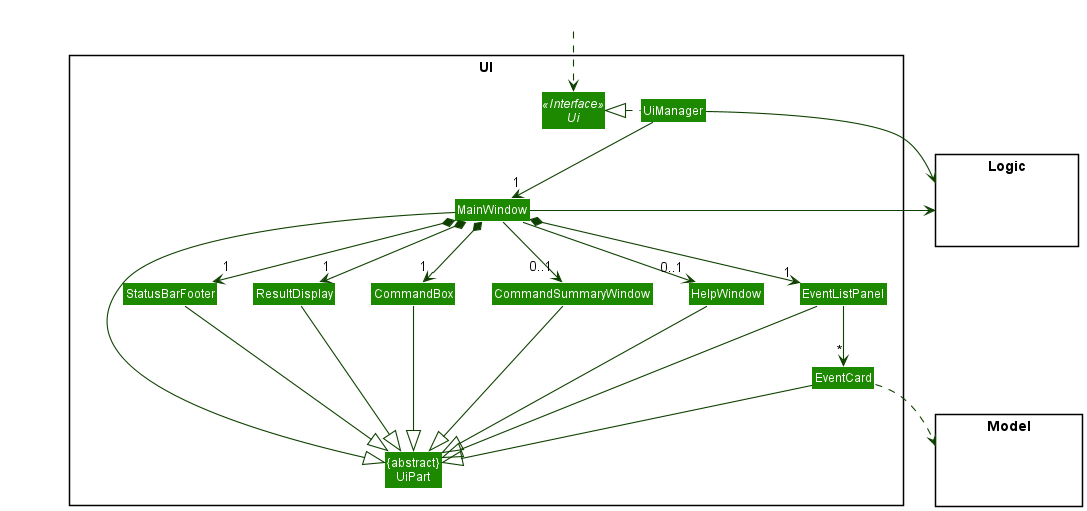 UI
«Interface»
Ui
UiManager
Logic
1
MainWindow
1
1
1
0..1
0..1
1
StatusBarFooter
ResultDisplay
CommandBox
CommandSummaryWindow
HelpWindow
EventListPanel
*
EventCard
Model
{abstract}
UiPart